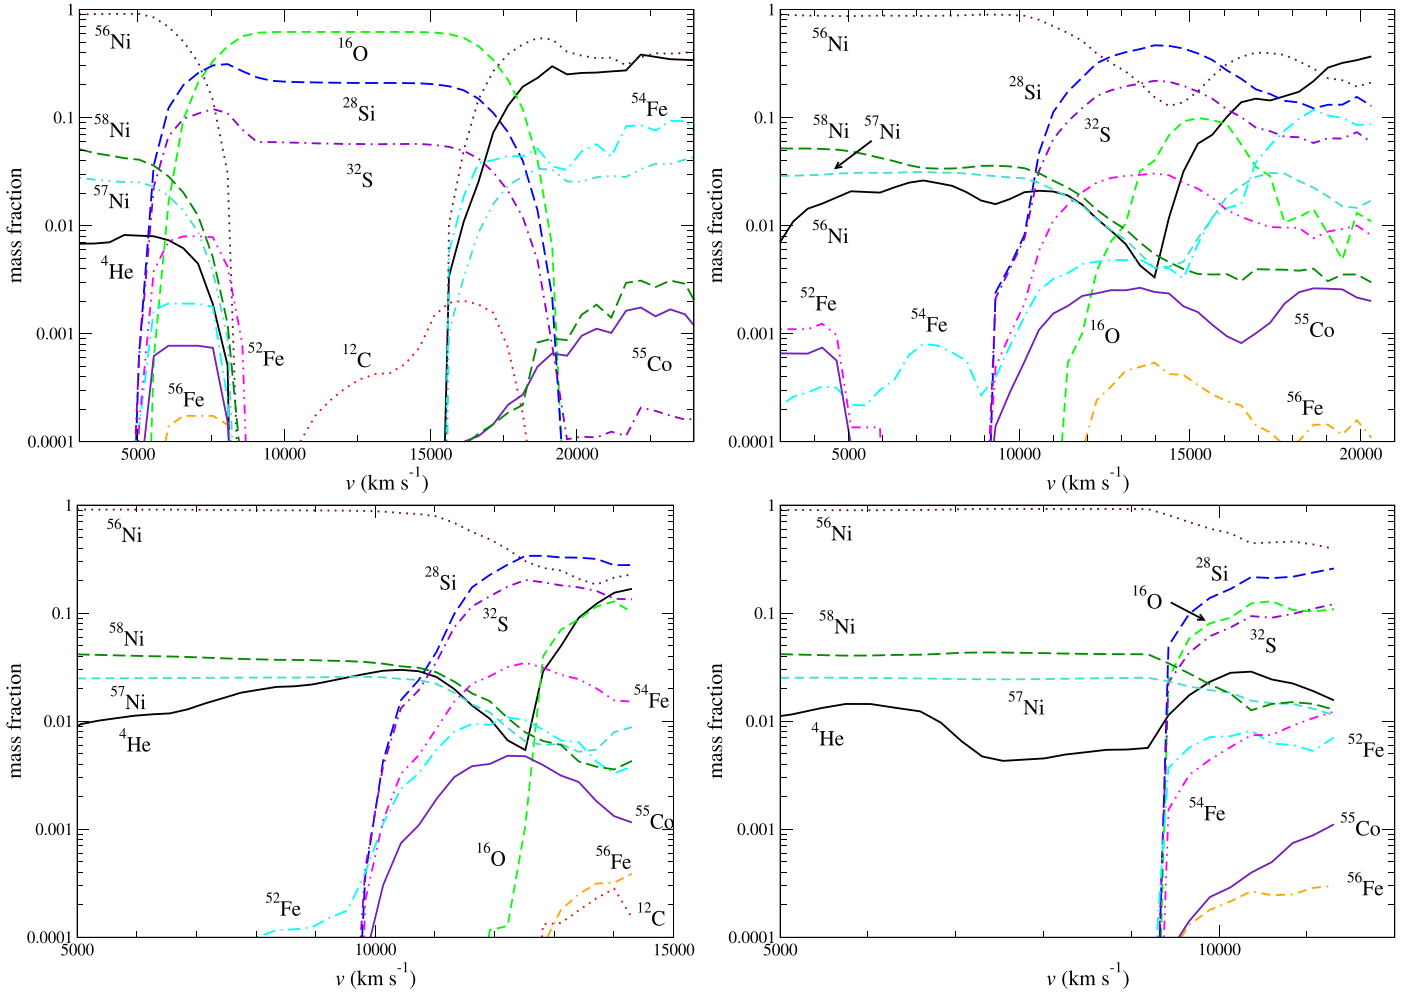 1
0.1
0.01
0.001
0.0001
mass fraction
⁵⁶Ni
¹⁶O
²⁸Si
⁵⁴Fe
⁵⁸Ni
³²S
⁵⁷Ni
⁴He
⁵²Fe
¹²C
⁵⁶Fe
⁵⁵Co
5000 10000 15000 20000
v (km s⁻¹)
1
0.1
0.01
0.001
0.0001
mass fraction
⁵⁶Ni
²⁸Si
⁵⁸Ni ⁵⁷Ni
³²S
⁵⁶Ni
⁵²Fe
⁵⁴Fe
¹⁶O
⁵⁵Co
⁵⁶Fe
5000 10000 15000 20000
v (km s⁻¹)
1
0.1
0.01
0.001
0.0001
mass fraction
⁵⁶Ni
²⁸Si
³²S
⁵⁸Ni
⁵⁷Ni
⁵⁴Fe
⁴He
⁵⁵Co
¹⁶O
⁵⁶Fe
⁵²Fe
¹²C
5000 10000 15000
v (km s⁻¹)
1
0.1
0.01
0.001
0.0001
mass fraction
⁵⁶Ni
²⁸Si
¹⁶O
⁵⁸Ni
³²S
⁵⁷Ni
⁴He
⁵²Fe
⁵⁴Fe
⁵⁵Co
⁵⁶Fe
5000 10000
v (km s⁻¹)